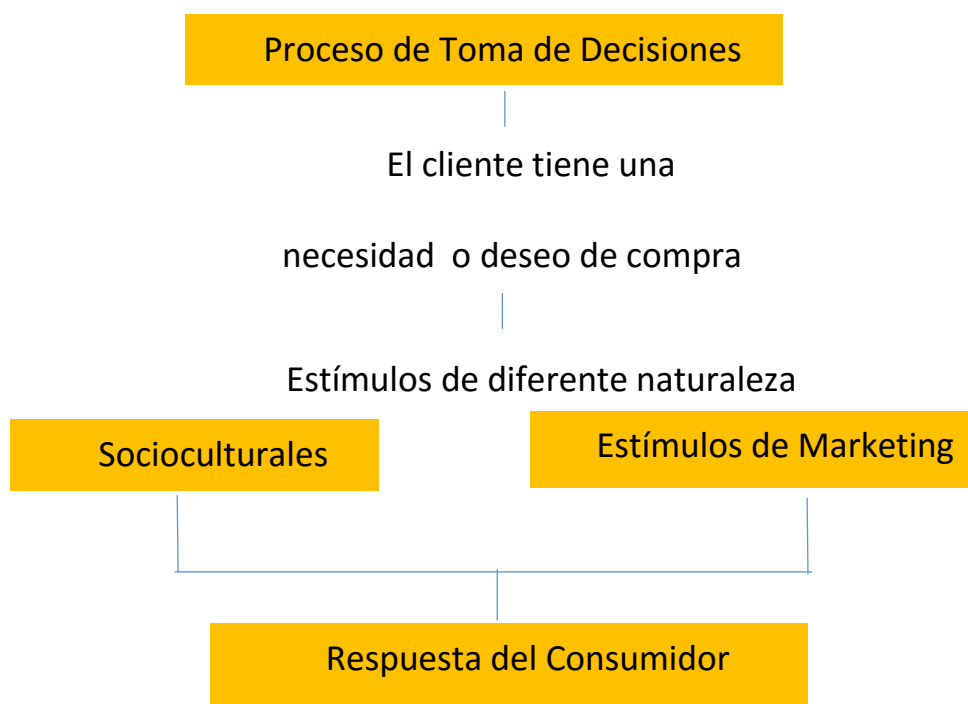 Proceso de Toma de Decisiones
El cliente tiene una
necesidad o deseo de compra
Estímulos de diferente naturaleza
Socioculturales
Estímulos de Marketing
Respuesta del Consumidor